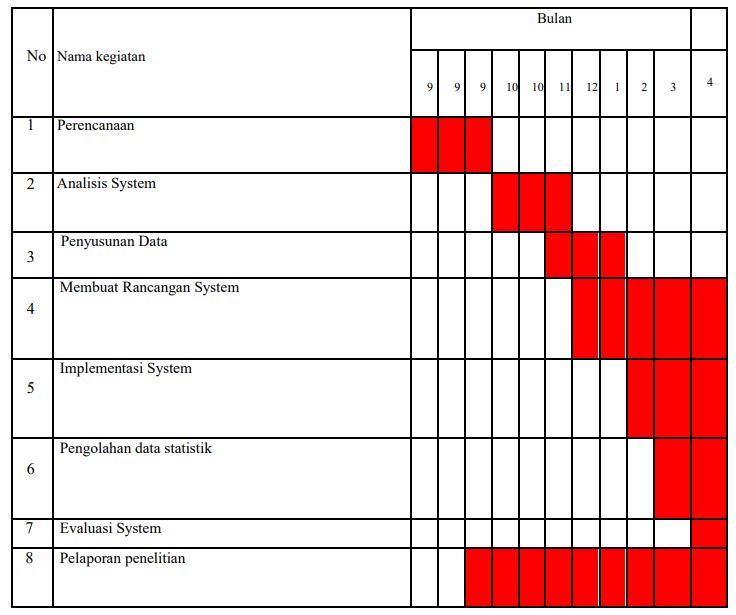 Bulan
No Nama kegiatan
9 9 9 10 10 11 12 1 2 3 4
1 Perencanaan
2 Analisis System
3 Penyusunan Data
4 Membuat Rancangan System
5 Implementasi System
6 Pengolahan data statistik
7 Evaluasi System
8 Pelaporan penelitian